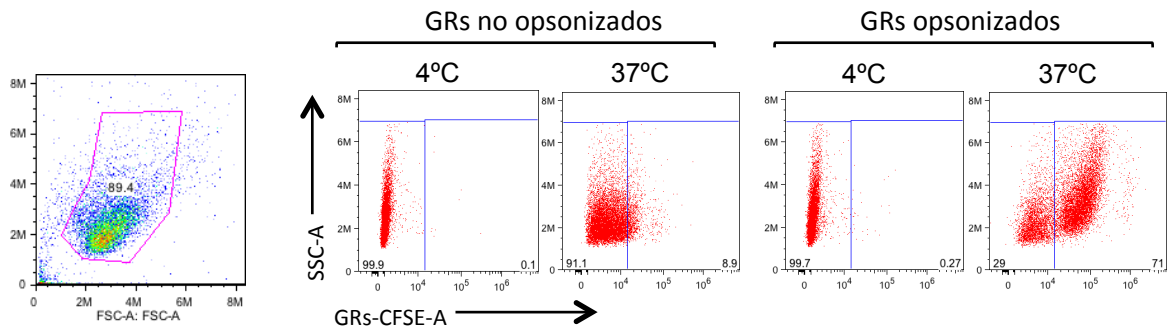 GRs no opsonizados
GRs opsonizados
4ºC
37ºC
4ºC
37ºC
8M
6M
4M
2M
0
89.4
0
2M
4M
6M
8M
FSC-A: FSC-A
SSC-A
8M
6M
4M
2M
0
99.9
0.1
0
10^4
10^5
10^6
8M
6M
4M
2M
0
91.1
8.9
0
10^4
10^5
10^6
8M
6M
4M
2M
0
99.7
0.27
0
10^4
10^5
10^6
8M
6M
4M
2M
0
29
71
0
10^4
10^5
10^6
GRs-CFSE-A